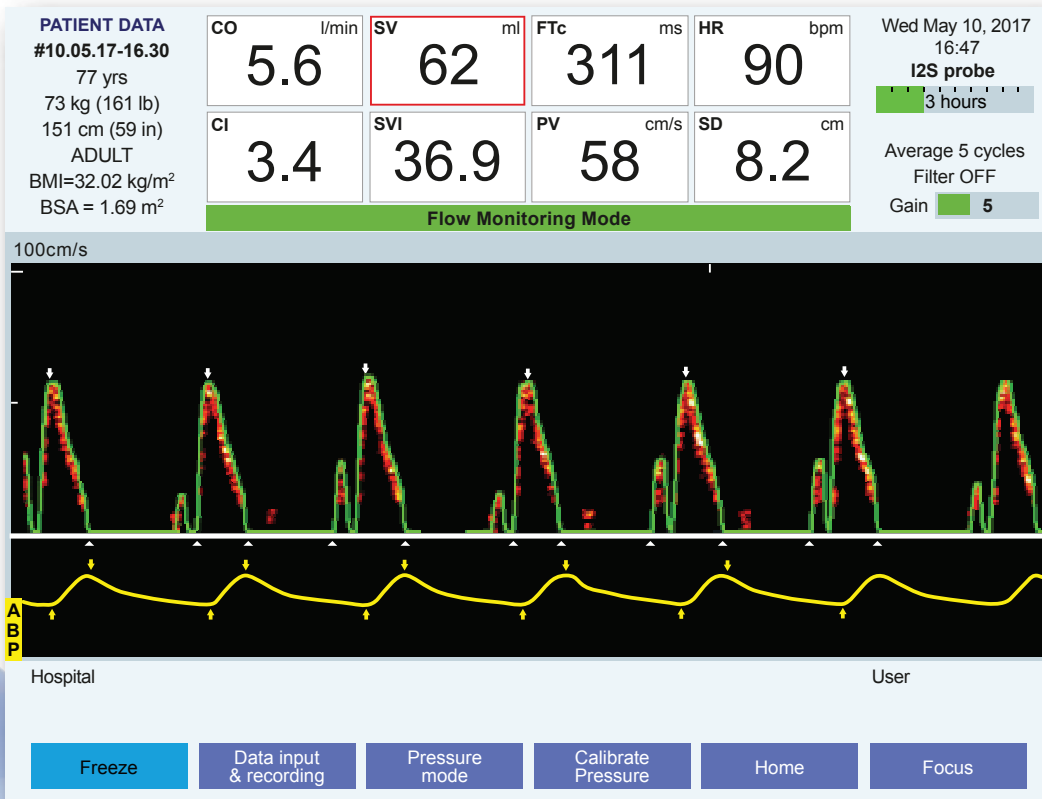 PATIENT DATA
#10.05.17-16.30
77 yrs
73 kg (161 lb)
151 cm (59 in)
ADULT
BMI=32.02 kg/m²
BSA = 1.69 m²
CO l/min
5.6
SV ml
62
FTc ms
311
HR bpm
90
CI
3.4
SVI
36.9
PV cm/s
58
SD cm
8.2
Flow Monitoring Mode
Wed May 10, 2017
16:47
I2S probe
3 hours
Average 5 cycles
Filter OFF
Gain 5
100cm/s
A
B
P
Hospital
User
Freeze
Data input
& recording
Pressure
mode
Calibrate
Pressure
Home
Focus